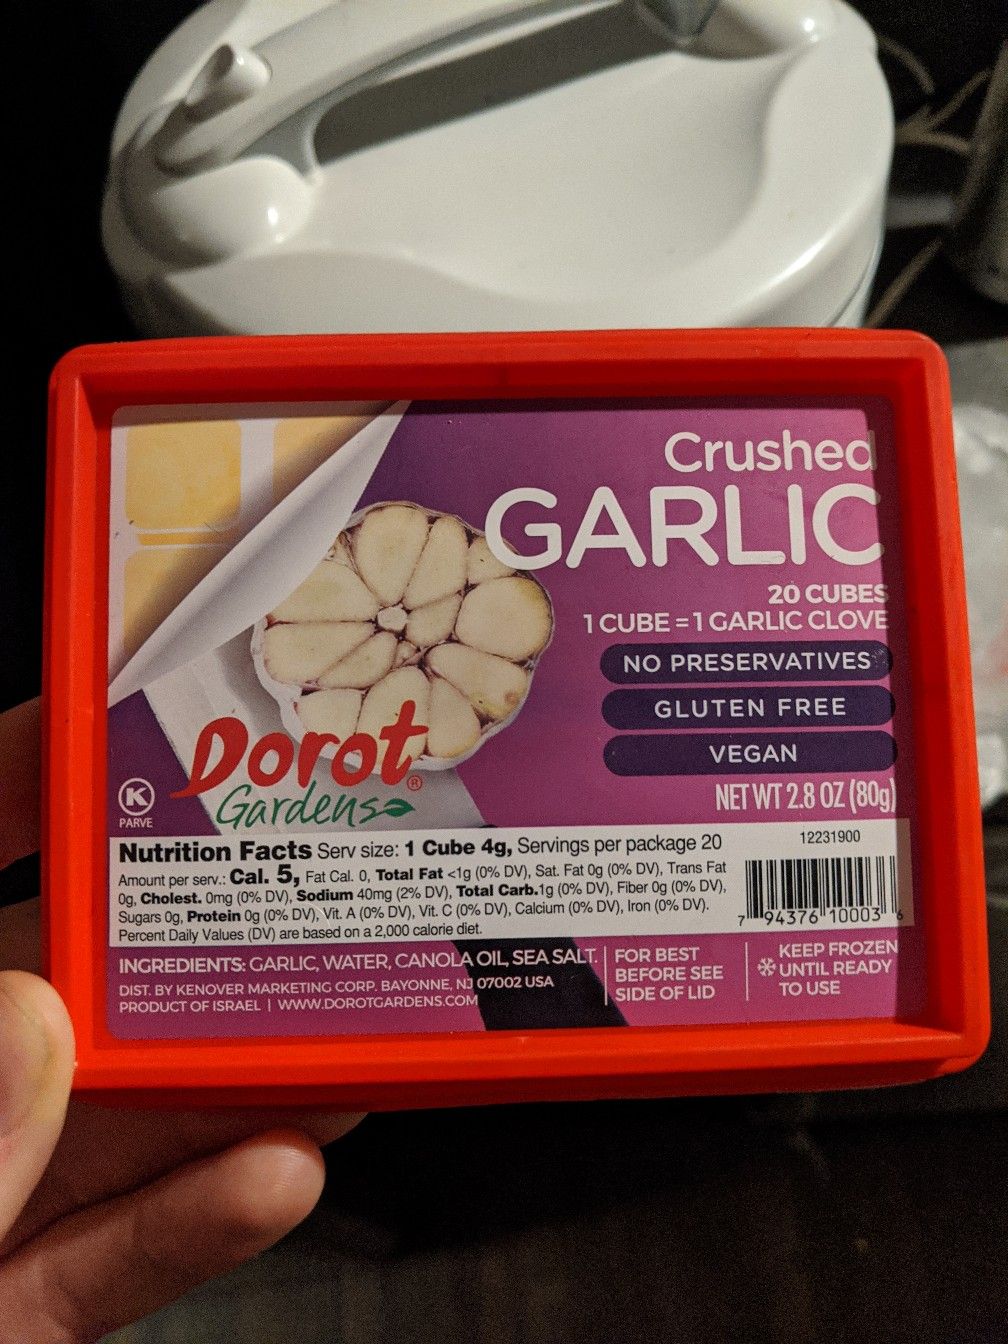 Crushed
GARLIC
20 CUBES
1 CUBE = 1 GARLIC CLOVE
NO PRESERVATIVES
GLUTEN FREE
VEGAN
NET WT 2.8 OZ (80g)
Dorot®
Gardens
K
PARVE
Nutrition Facts Serv size: 1 Cube 4g, Servings per package 20
Amount per serv.: Cal. 5, Fat Cal. 0, Total Fat <1g (0% DV), Sat. Fat 0g (0% DV), Trans Fat
0g, Cholest. 0mg (0% DV), Sodium 40mg (2% DV), Total Carb.1g (0% DV), Fiber 0g (0% DV),
Sugars 0g, Protein 0g (0% DV), Vit. A (0% DV), Vit. C (0% DV), Calcium (0% DV), Iron (0% DV).
Percent Daily Values (DV) are based on a 2,000 calorie diet.
12231900
7 94376 10003 6
INGREDIENTS: GARLIC, WATER, CANOLA OIL, SEA SALT.
DIST. BY KENOVER MARKETING CORP. BAYONNE, NJ 07002 USA
PRODUCT OF ISRAEL | WWW.DOROTGARDENS.COM
FOR BEST
BEFORE SEE
SIDE OF LID
KEEP FROZEN
UNTIL READY
TO USE